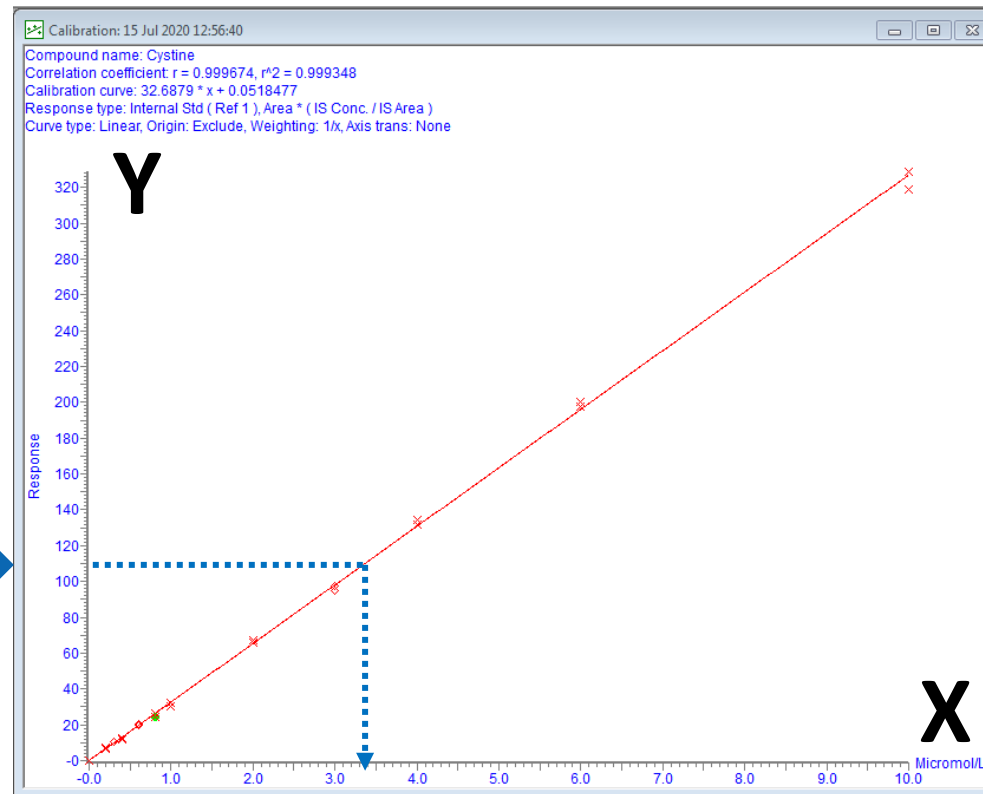 Calibration: 15 Jul 2020 12:56:40
Compound name: Cystine
Correlation coefficient: r = 0.999674, r^2 = 0.999348
Calibration curve: 32.6879 * x + 0.0518477
Response type: Internal Std ( Ref 1 ), Area * ( IS Conc. / IS Area )
Curve type: Linear, Origin: Exclude, Weighting: 1/x, Axis trans: None
Y
320
300
280
260
240
220
200
180
160
140
120
100
80
60
40
20
-0
Response
X
Micromol/L
-0.0 1.0 2.0 3.0 4.0 5.0 6.0 7.0 8.0 9.0 10.0